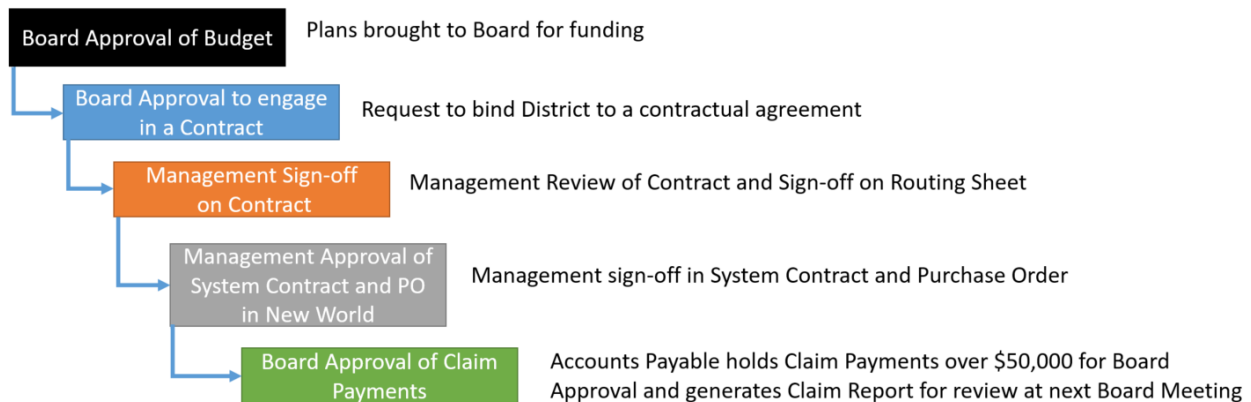 Board Approval of Budget
Plans brought to Board for funding
Board Approval to engage
in a Contract
Request to bind District to a contractual agreement
Management Sign-off
on Contract
Management Review of Contract and Sign-off on Routing Sheet
Management Approval of
System Contract and PO
in New World
Management sign-off in System Contract and Purchase Order
Board Approval of Claim
Payments
Accounts Payable holds Claim Payments over $50,000 for Board
Approval and generates Claim Report for review at next Board Meeting